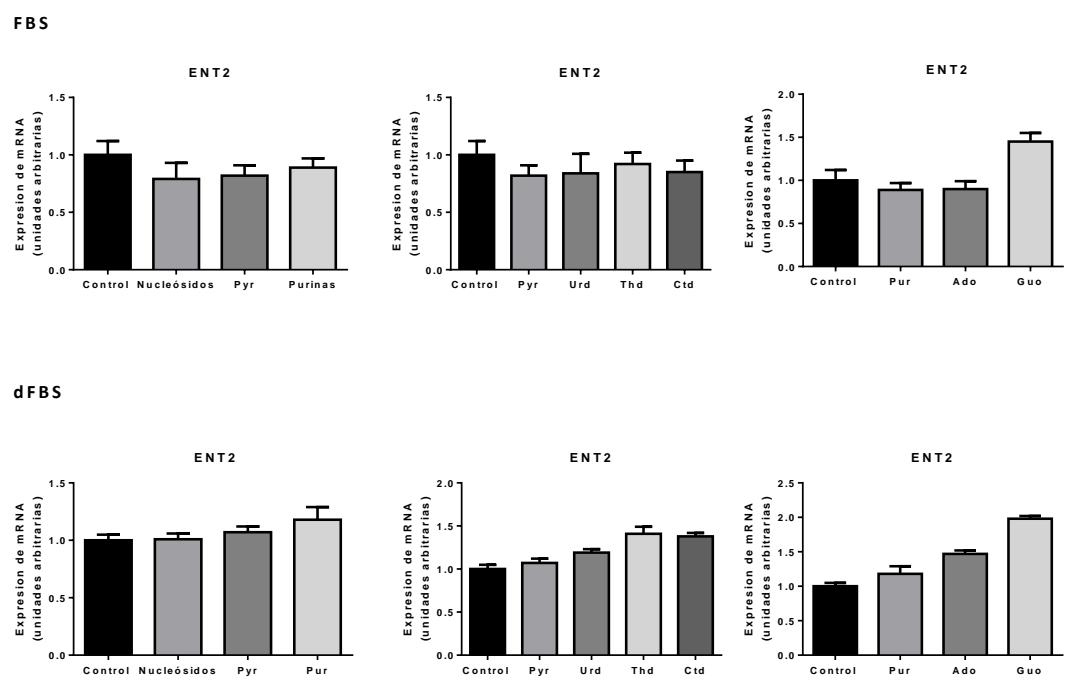 FBS
ENT2
Expresion de mRNA
(unidades arbitrarias)
1.5
1.0
0.5
0.0
Control Nucleósidos Pyr Purinas
ENT2
Expresion de mRNA
(unidades arbitrarias)
1.5
1.0
0.5
0.0
Control Pyr Urd Thd Ctd
ENT2
Expresion de mRNA
(unidades arbitrarias)
2.0
1.5
1.0
0.5
0.0
Control Pur Ado Guo
dFBS
ENT2
Expresion de mRNA
(unidades arbitrarias)
1.5
1.0
0.5
0.0
Control Nucleósidos Pyr Pur
ENT2
Expresion de mRNA
(unidades arbitrarias)
2.0
1.5
1.0
0.5
0.0
Control Pyr Urd Thd Ctd
ENT2
Expresion de mRNA
(unidades arbitrarias)
2.5
2.0
1.5
1.0
0.5
0.0
Control Pur Ado Guo